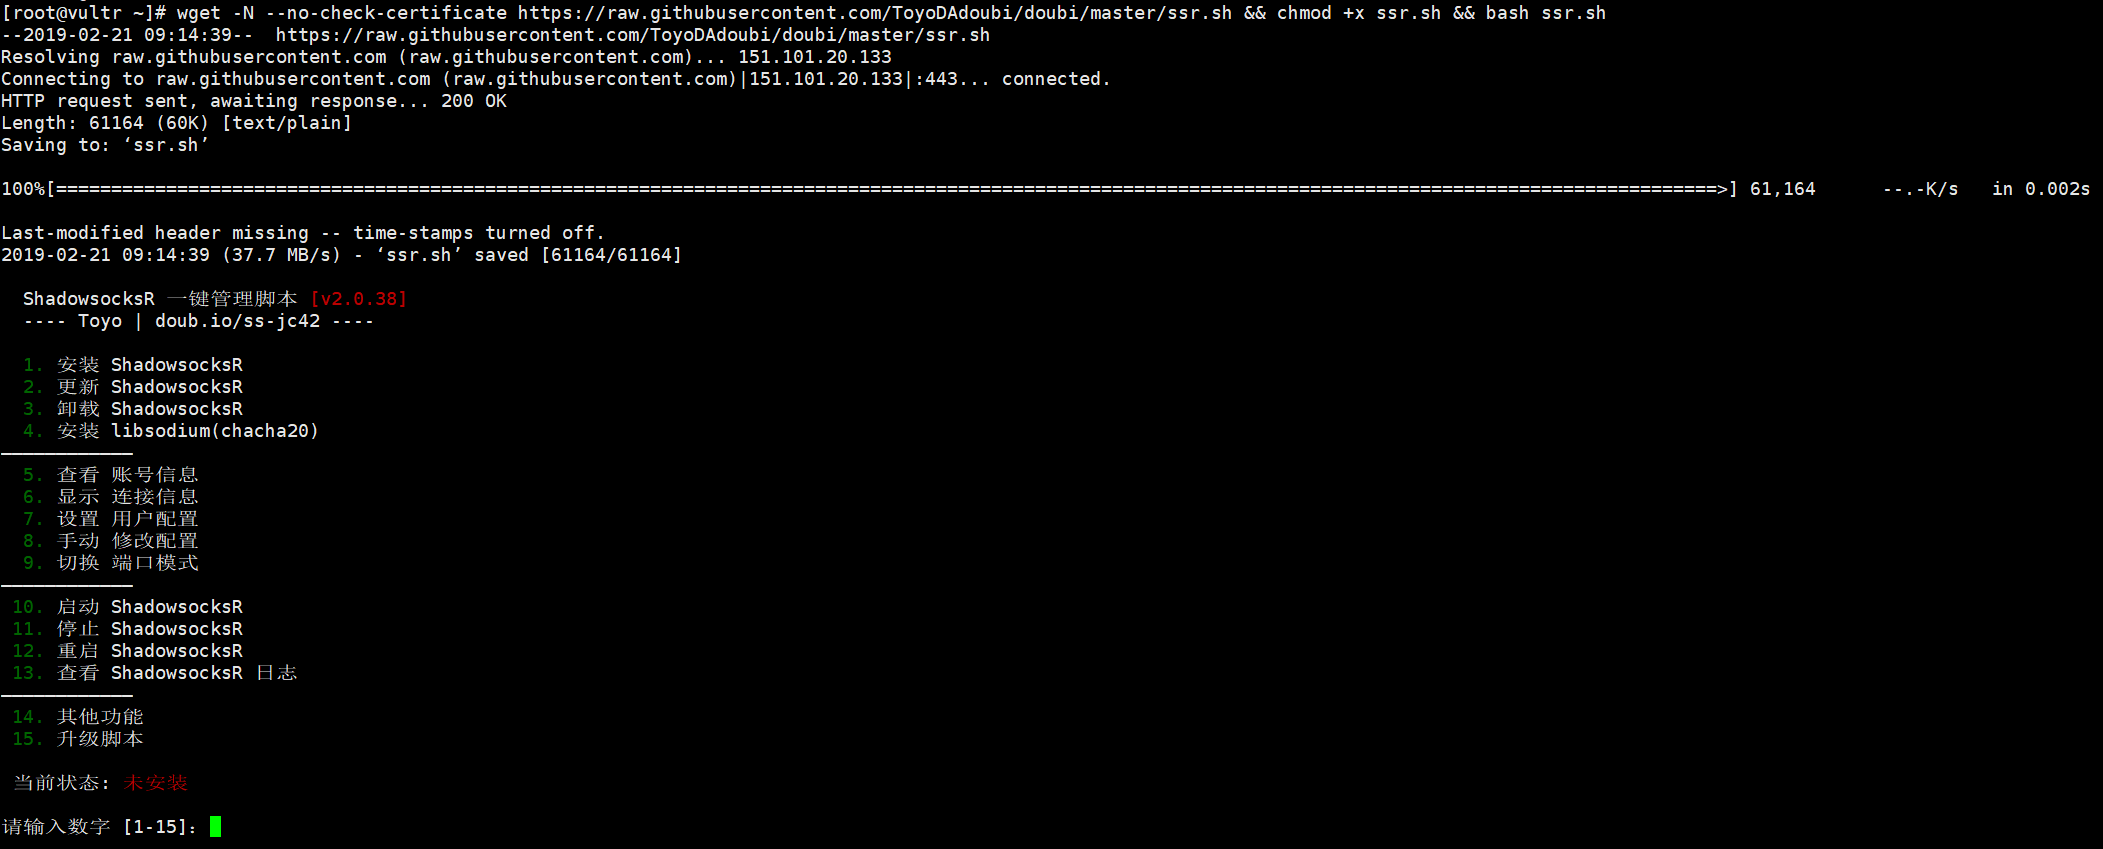 [root@vultr ~]# wget -N --no-check-certificate https://raw.githubusercontent.com/ToyoDAdoubi/doubi/master/ssr.sh && chmod +x ssr.sh && bash ssr.sh
--2019-02-21 09:14:39--  https://raw.githubusercontent.com/ToyoDAdoubi/doubi/master/ssr.sh
Resolving raw.githubusercontent.com (raw.githubusercontent.com)... 151.101.20.133
Connecting to raw.githubusercontent.com (raw.githubusercontent.com)|151.101.20.133|:443... connected.
HTTP request sent, awaiting response... 200 OK
Length: 61164 (60K) [text/plain]
Saving to: ‘ssr.sh’
100%[=======================================================================================================================================================>] 61,164      --.-K/s   in 0.002s
Last-modified header missing -- time-stamps turned off.
2019-02-21 09:14:39 (37.7 MB/s) - ‘ssr.sh’ saved [61164/61164]
ShadowsocksR 一键管理脚本 [v2.0.38]
---- Toyo | doub.io/ss-jc42 ----
1. 安装 ShadowsocksR
2. 更新 ShadowsocksR
3. 卸载 ShadowsocksR
4. 安装 libsodium(chacha20)
————————————
5. 查看 账号信息
6. 显示 连接信息
7. 设置 用户配置
8. 手动 修改配置
9. 切换 端口模式
————————————
10. 启动 ShadowsocksR
11. 停止 ShadowsocksR
12. 重启 ShadowsocksR
13. 查看 ShadowsocksR 日志
————————————
14. 其他功能
15. 升级脚本
当前状态: 未安装
请输入数字 [1-15]：